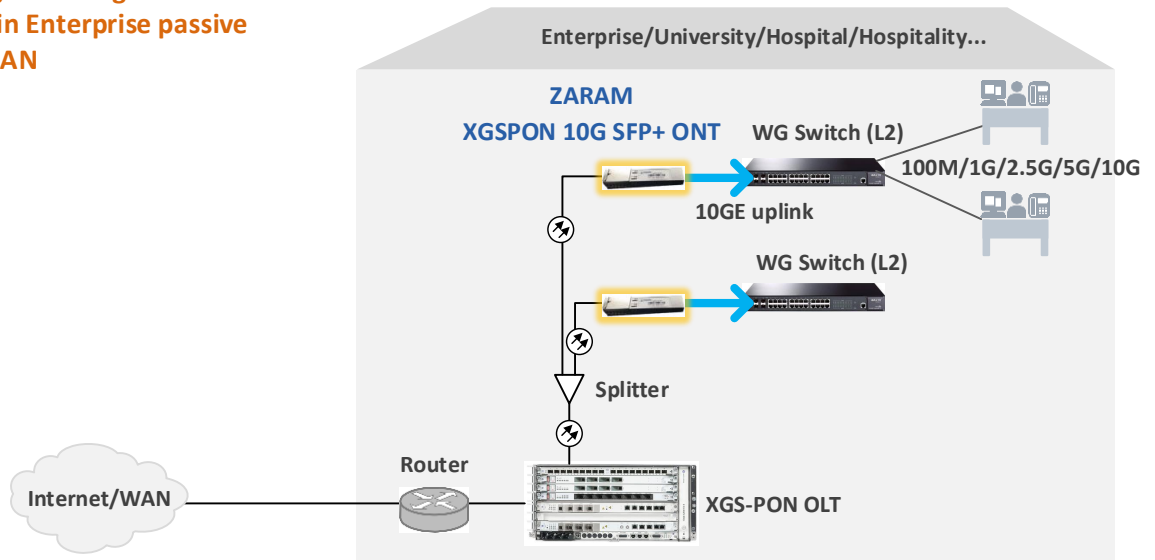 in Enterprise passive
Enterprise/University/Hospital/Hospitality...
ZARAM
XGSPON 10G SFP+ ONT
WG Switch (L2)
100M/1G/2.5G/5G/10G
10GE uplink
WG Switch (L2)
Splitter
Router
Internet/WAN
XGS-PON OLT